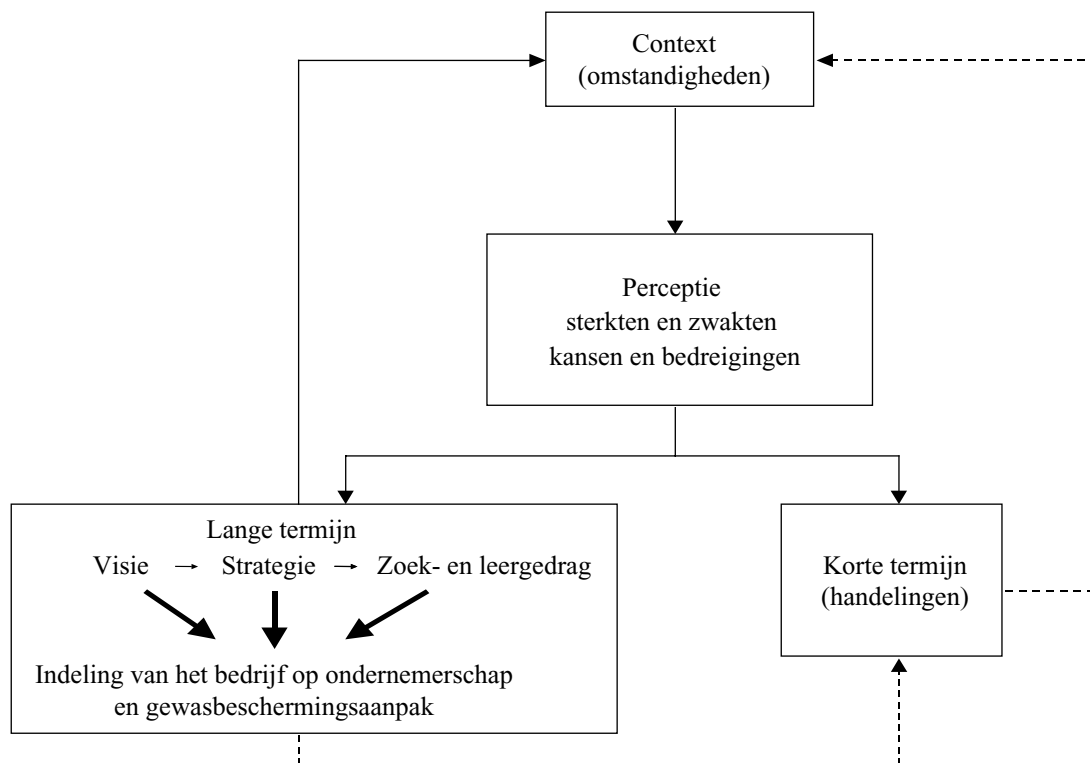 Context
(omstandigheden)
Perceptie
sterkten en zwakten
kansen en bedreigingen
Lange termijn
Visie → Strategie → Zoek- en leergedrag
Indeling van het bedrijf op ondernemerschap
en gewasbeschermingsaanpak
Korte termijn
(handelingen)